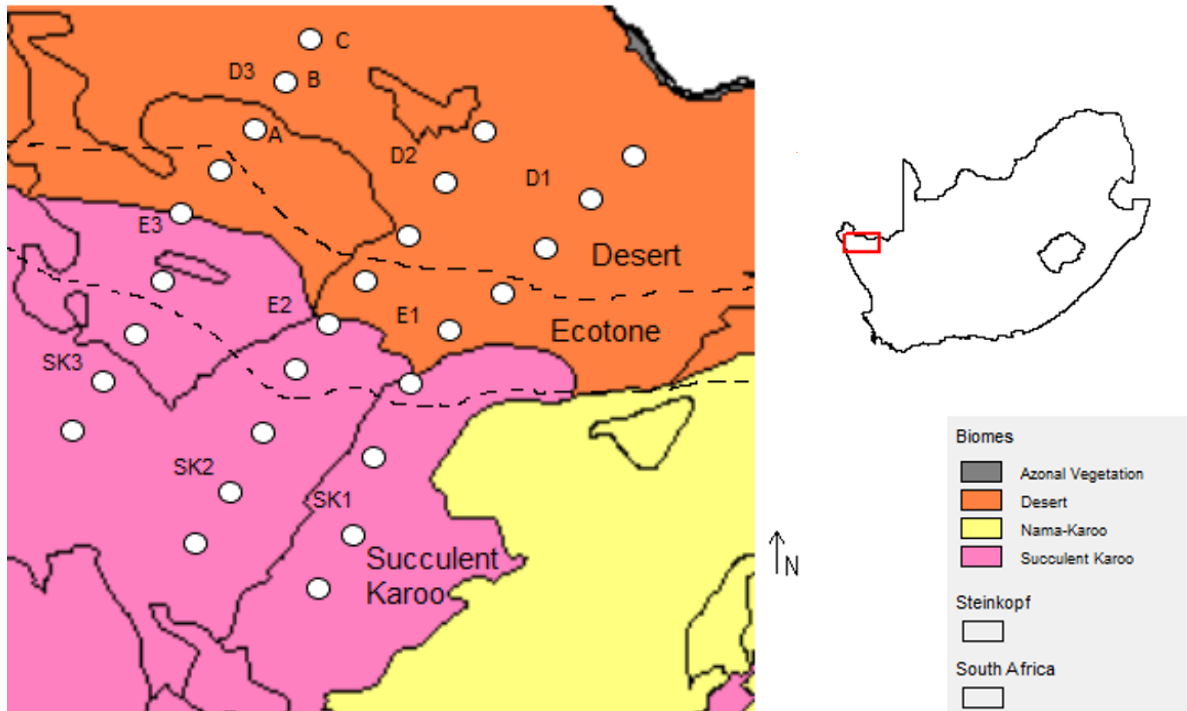 C
D3
B
A
D2
D1
E3
Desert
E2
E1
Ecotone
SK3
SK2
SK1
Succulent
Karoo
N
Biomes
Azonal Vegetation
Desert
Nama-Karoo
Succulent Karoo
Steinkopf
South Africa